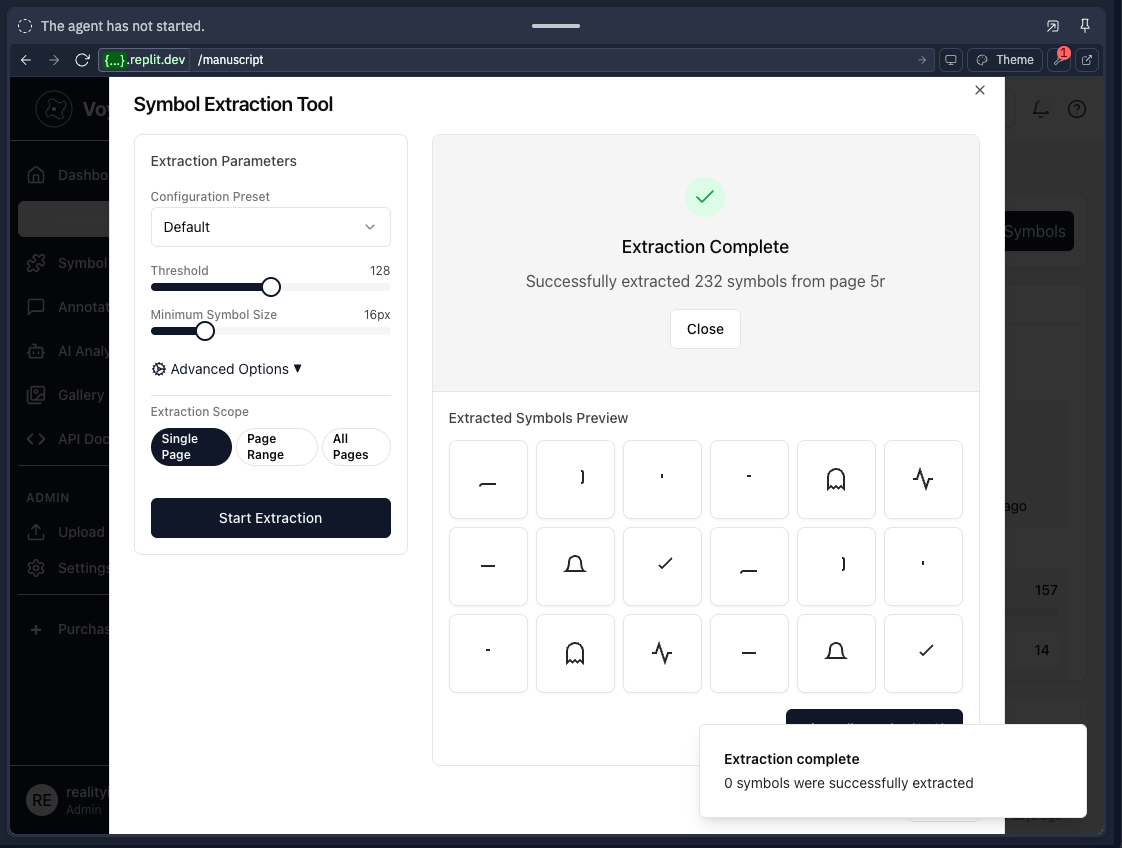 The agent has not started.
{...}.replit.dev /manuscript
Theme
1
Symbol Extraction Tool
Dashbo
Symbol
Annotat
AI Analy
Gallery
API Doc
ADMIN
Upload
Settings
Purchas
RE
realityi
Admin
Extraction Parameters
Configuration Preset
Default
Threshold 128
Minimum Symbol Size 16px
Advanced Options ▼
Extraction Scope
Single Page
Page Range
All Pages
Start Extraction
Extraction Complete
Successfully extracted 232 symbols from page 5r
Close
Extracted Symbols Preview
Symbols
ago
157
14
Extraction complete
0 symbols were successfully extracted